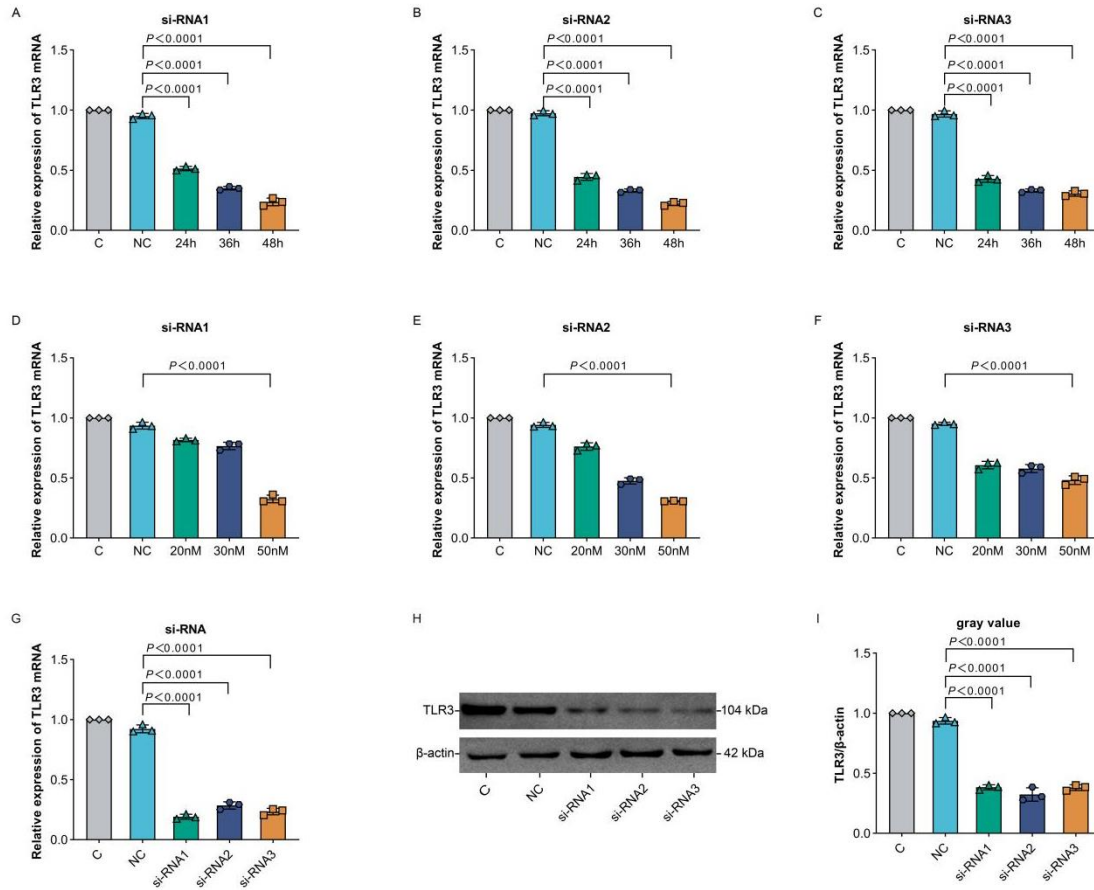 A
si-RNA1
P<0.0001
P<0.0001
P<0.0001
Relative expression of TLR3 mRNA
1.5
1.0
0.5
0.0
C NC 24h 36h 48h
B
si-RNA2
P<0.0001
P<0.0001
P<0.0001
Relative expression of TLR3 mRNA
1.5
1.0
0.5
0.0
C NC 24h 36h 48h
C
si-RNA3
P<0.0001
P<0.0001
P<0.0001
Relative expression of TLR3 mRNA
1.5
1.0
0.5
0.0
C NC 24h 36h 48h
D
si-RNA1
P<0.0001
Relative expression of TLR3 mRNA
1.5
1.0
0.5
0.0
C NC 20nM 30nM 50nM
E
si-RNA2
P<0.0001
Relative expression of TLR3 mRNA
1.5
1.0
0.5
0.0
C NC 20nM 30nM 50nM
F
si-RNA3
P<0.0001
Relative expression of TLR3 mRNA
1.5
1.0
0.5
0.0
C NC 20nM 30nM 50nM
G
si-RNA
P<0.0001
P<0.0001
P<0.0001
Relative expression of TLR3 mRNA
1.5
1.0
0.5
0.0
C NC si-RNA1 si-RNA2 si-RNA3
H
TLR3 104 kDa
β-actin 42 kDa
C NC si-RNA1 si-RNA2 si-RNA3
I
gray value
P<0.0001
P<0.0001
P<0.0001
TLR3/β-actin
1.5
1.0
0.5
0.0
C NC si-RNA1 si-RNA2 si-RNA3